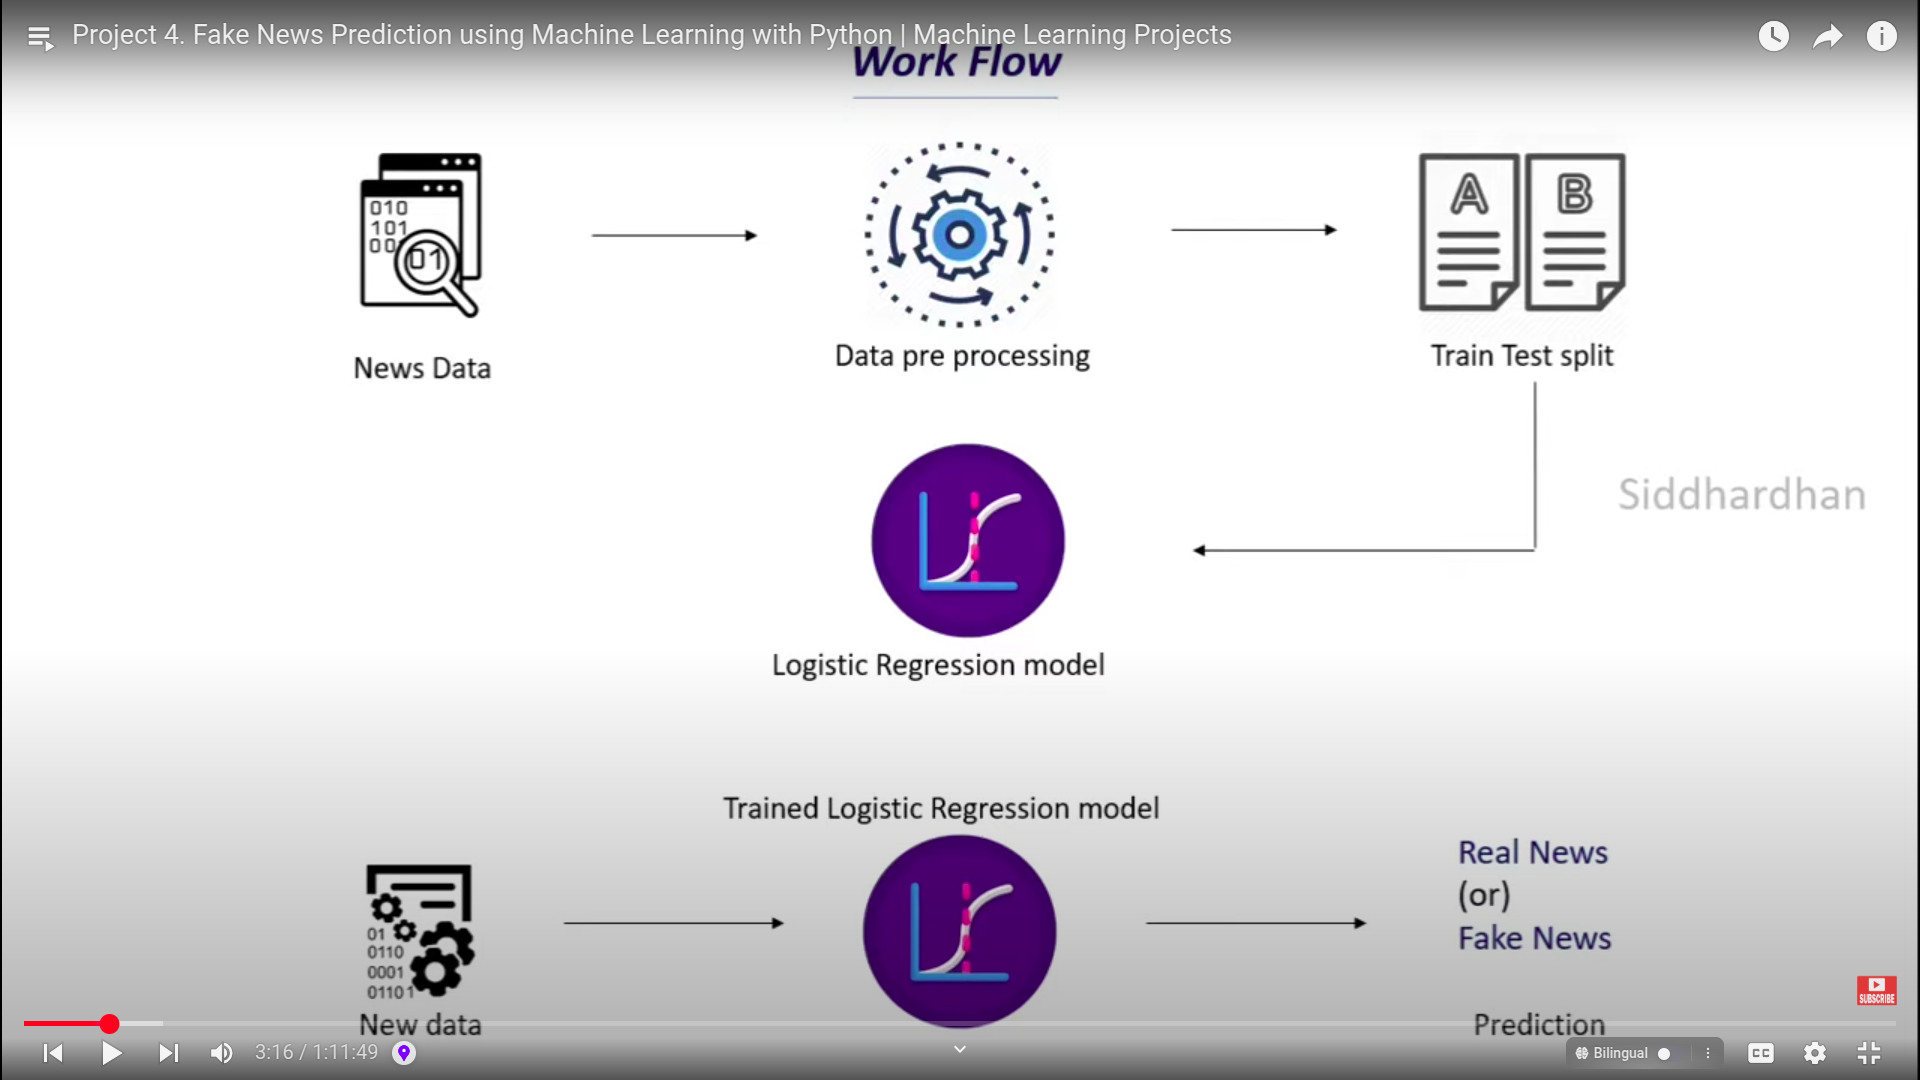 Project 4. Fake News Prediction using Machine Learning with Python | Machine Learning Projects
Work Flow
010
101
00
01
A
B
News Data
Data pre processing
Train Test split
Siddhardhan
Logistic Regression model
Trained Logistic Regression model
Real News
(or)
Fake News
01
0110
0001
01101
New data
Prediction
SUBSCRIBE
3:16 / 1:11:49
Bilingual
CC